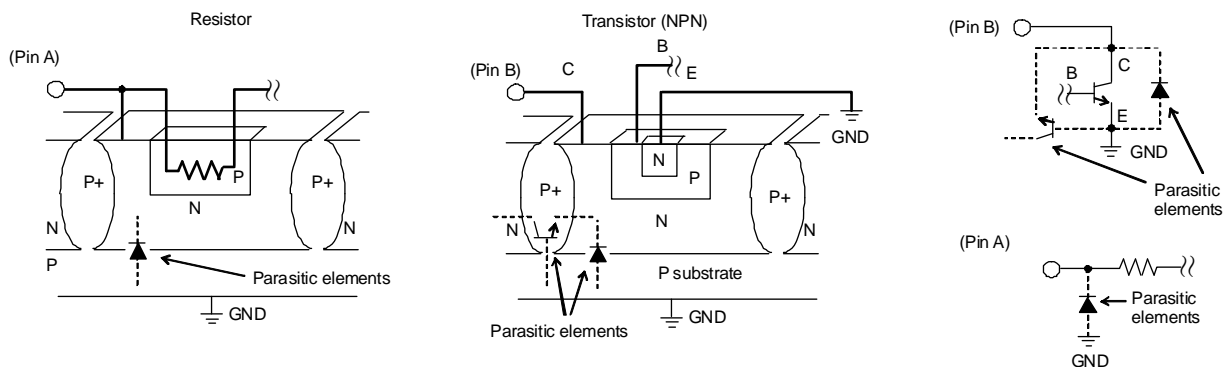 Resistor
(Pin A)
P+
P
P+
N
N
N
P
Parasitic elements
GND
Transistor (NPN)
B
(Pin B)
C
E
GND
N
P+
P
P+
N
N
N
P substrate
Parasitic elements
GND
(Pin B)
C
B
E
GND
Parasitic
elements
(Pin A)
Parasitic
elements
GND